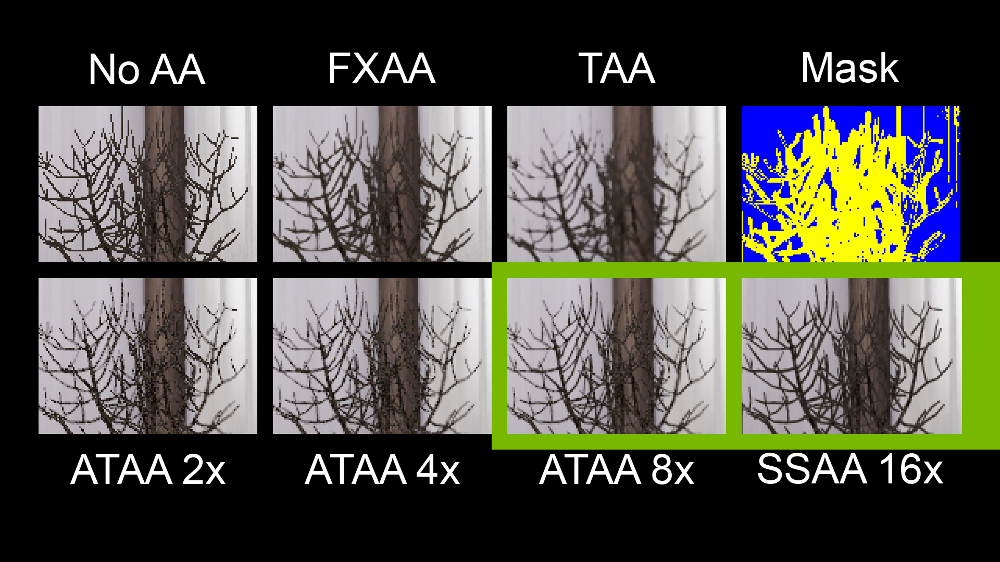 No AA
FXAA
TAA
Mask
ATAA 2x
ATAA 4x
ATAA 8x
SSAA 16x